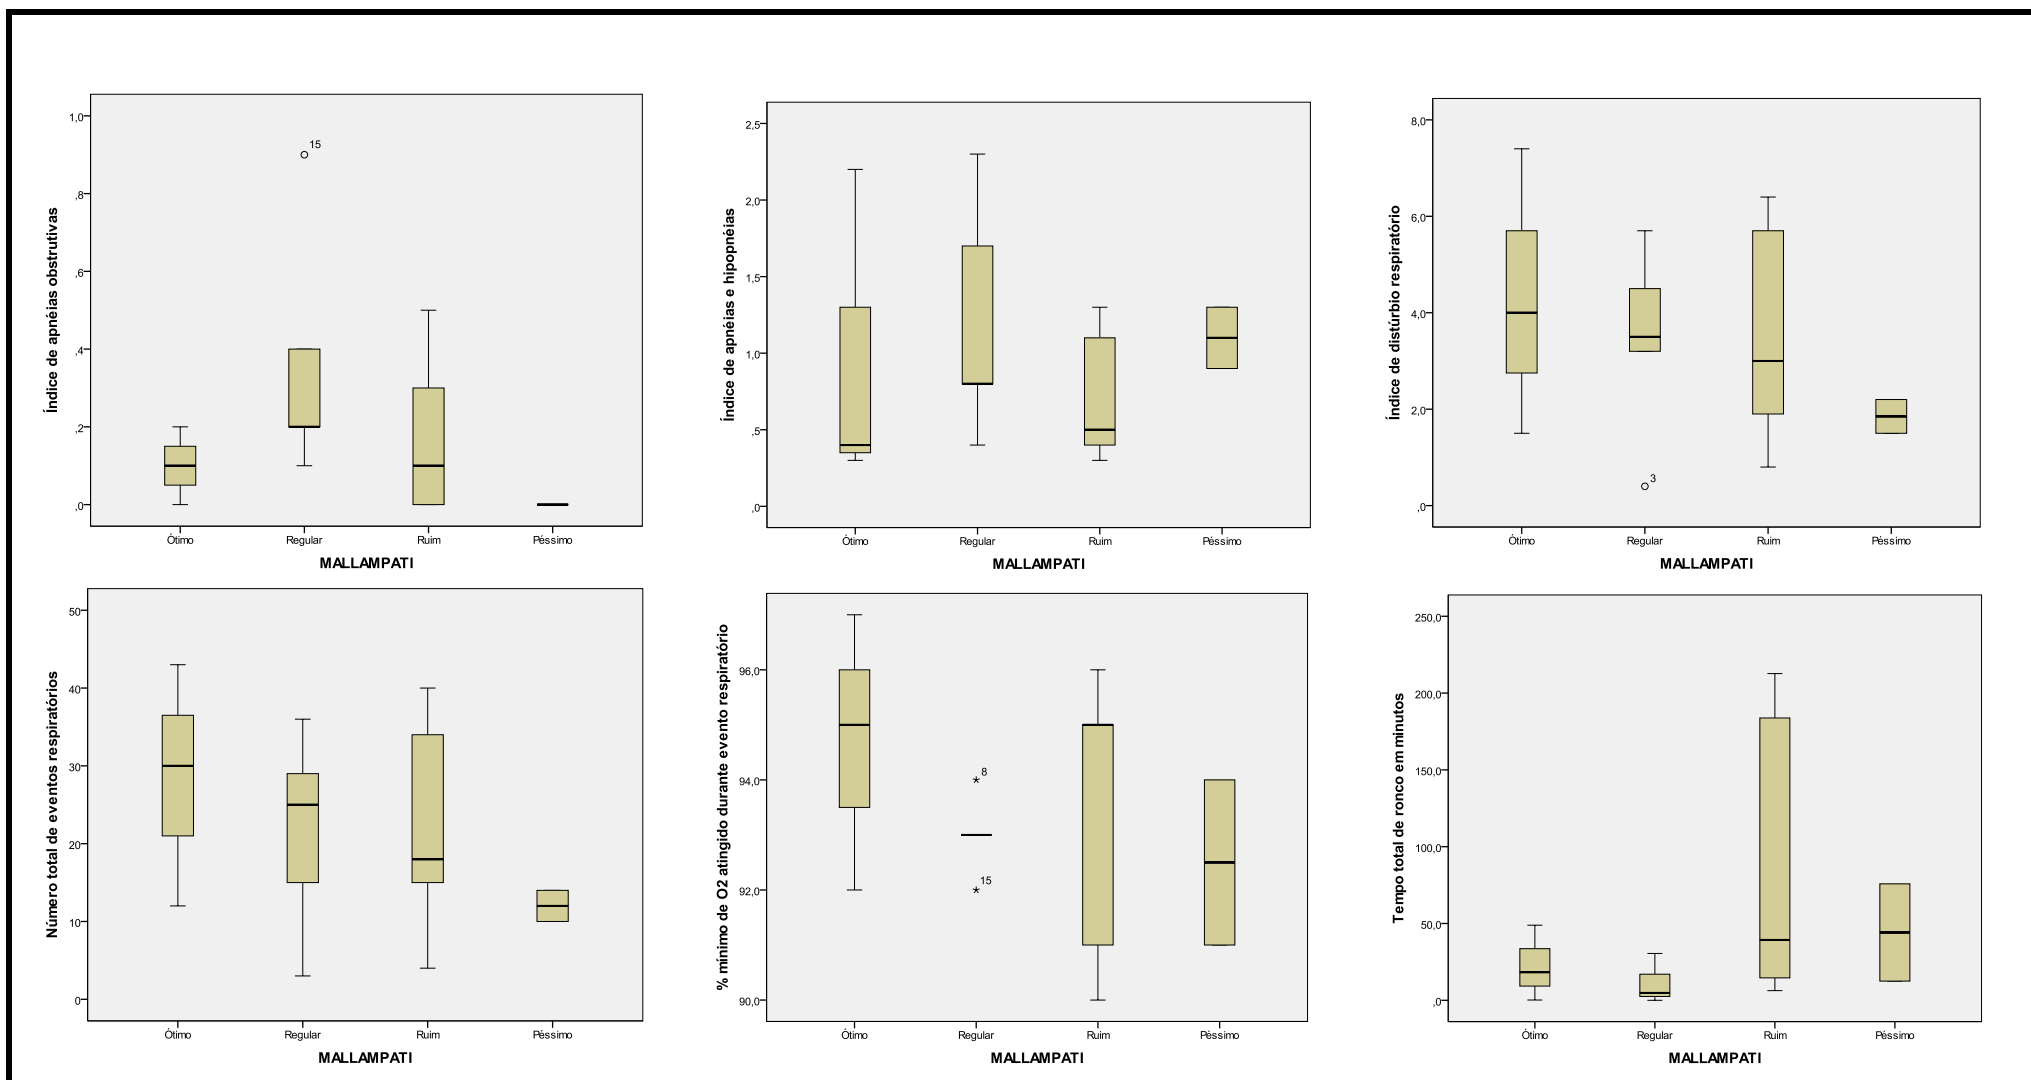 Índice de apnéias obstrutivas
1,0
15
,8
,6
,4
,2
,0
Ótimo Regular Ruim Péssimo
MALLAMPATI
Índice de apnéias e hipopnéias
2,5
2,0
1,5
1,0
,5
,0
Ótimo Regular Ruim Péssimo
MALLAMPATI
Índice de distúrbio respiratório
8,0
6,0
4,0
2,0
3
,0
Ótimo Regular Ruim Péssimo
MALLAMPATI
Número total de eventos respiratórios
50
40
30
20
10
0
Ótimo Regular Ruim Péssimo
MALLAMPATI
% mínimo de O2 atingido durante evento respiratório
96,0
94,0
8
92,0
15
90,0
Ótimo Regular Ruim Péssimo
MALLAMPATI
Tempo total de ronco em minutos
250,0
200,0
150,0
100,0
50,0
,0
Ótimo Regular Ruim Péssimo
MALLAMPATI